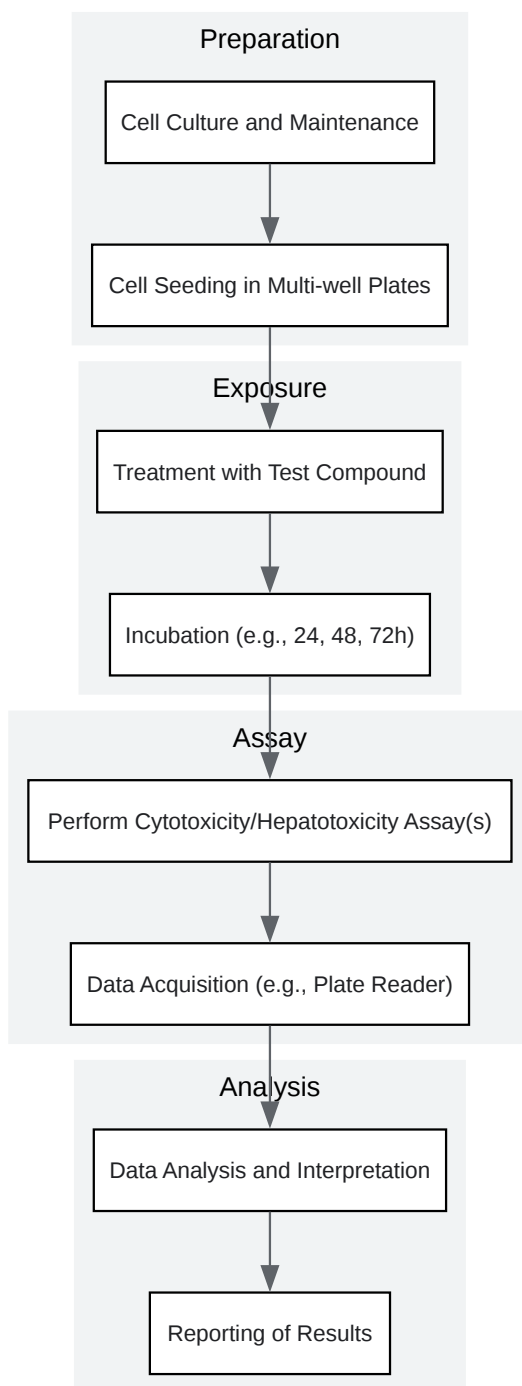 Preparation
Cell Culture and Maintenance
Cell Seeding in Multi-well Plates
Exposure
Treatment with Test Compound
Incubation (e.g., 24, 48, 72h)
Assay
Perform Cytotoxicity/Hepatotoxicity Assay(s)
Data Acquisition (e.g., Plate Reader)
Analysis
Data Analysis and Interpretation
Reporting of Results